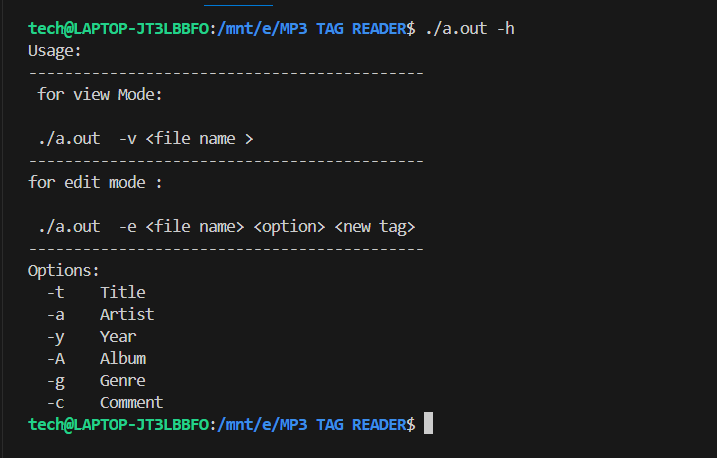 tech@LAPTOP-JT3LBBFO:/mnt/e/MP3 TAG READER$ ./a.out -h
Usage:
--------------------------------------------
 for view Mode:

 ./a.out  -v <file name >
--------------------------------------------
for edit mode :

 ./a.out  -e <file name> <option> <new tag>
--------------------------------------------
Options:
  -t    Title
  -a    Artist
  -y    Year
  -A    Album
  -g    Genre
  -c    Comment
tech@LAPTOP-JT3LBBFO:/mnt/e/MP3 TAG READER$